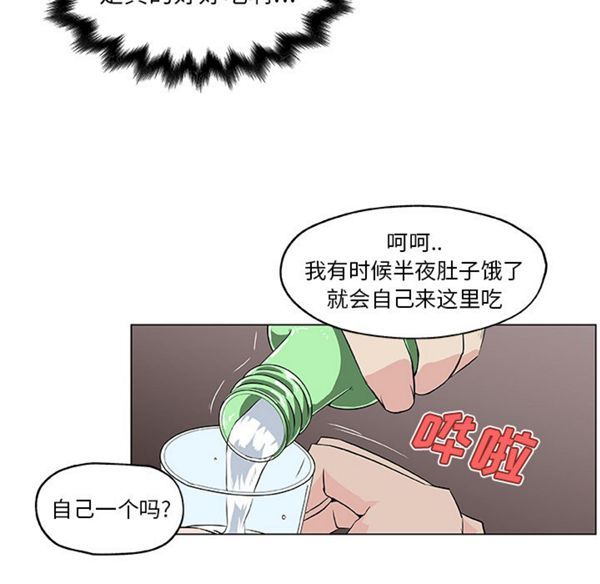 呵呵..
我有时候半夜肚子饿了
就会自己来这里吃
哗啦
自己一个吗?